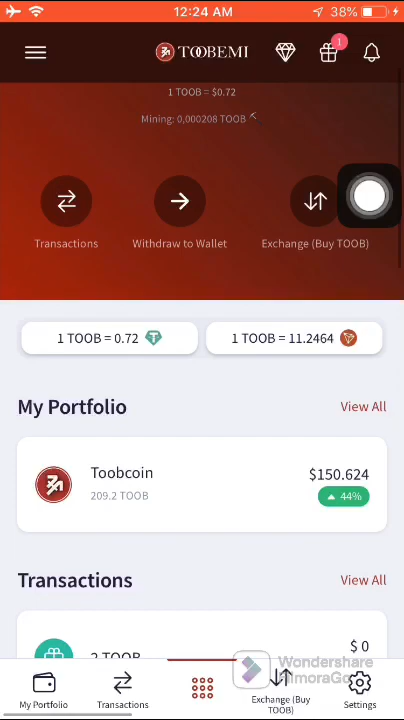 12:24 AM
38%
TOOBEMI
1
1 TOOB = $0.72
Mining: 0,000208 TOOB
Transactions
Withdraw to Wallet
Exchange (Buy TOOB)
1 TOOB = 0.72
1 TOOB = 11.2464
My Portfolio
View All
Toobcoin
$150.624
209.2 TOOB
44%
Transactions
View All
$ 0
2 TOOB
Wondershare
FilmoraGo
My Portfolio
Transactions
Exchange (Buy
TOOB)
Settings